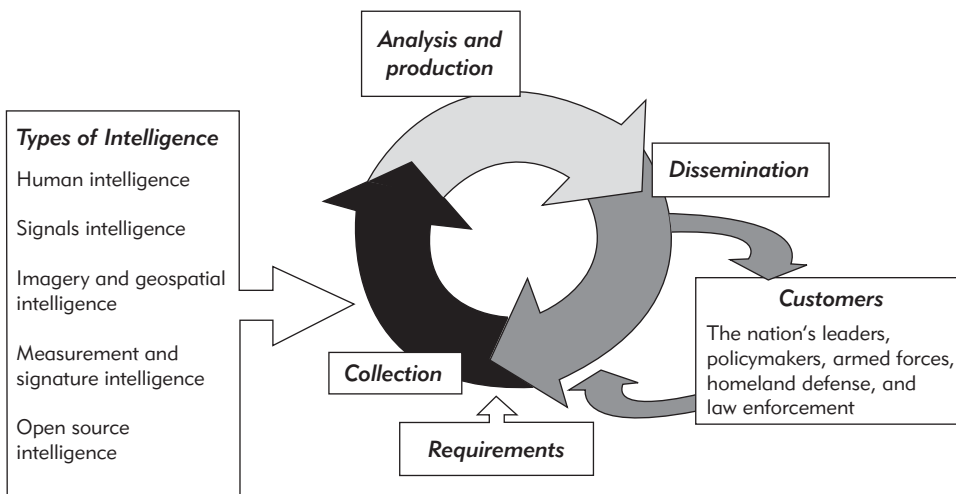 Analysis and
production
Types of Intelligence
Human intelligence
Signals intelligence
Imagery and geospatial
intelligence
Measurement and
signature intelligence
Open source
intelligence
Dissemination
Customers
The nation's leaders,
policymakers, armed forces,
homeland defense, and
law enforcement
Collection
Requirements